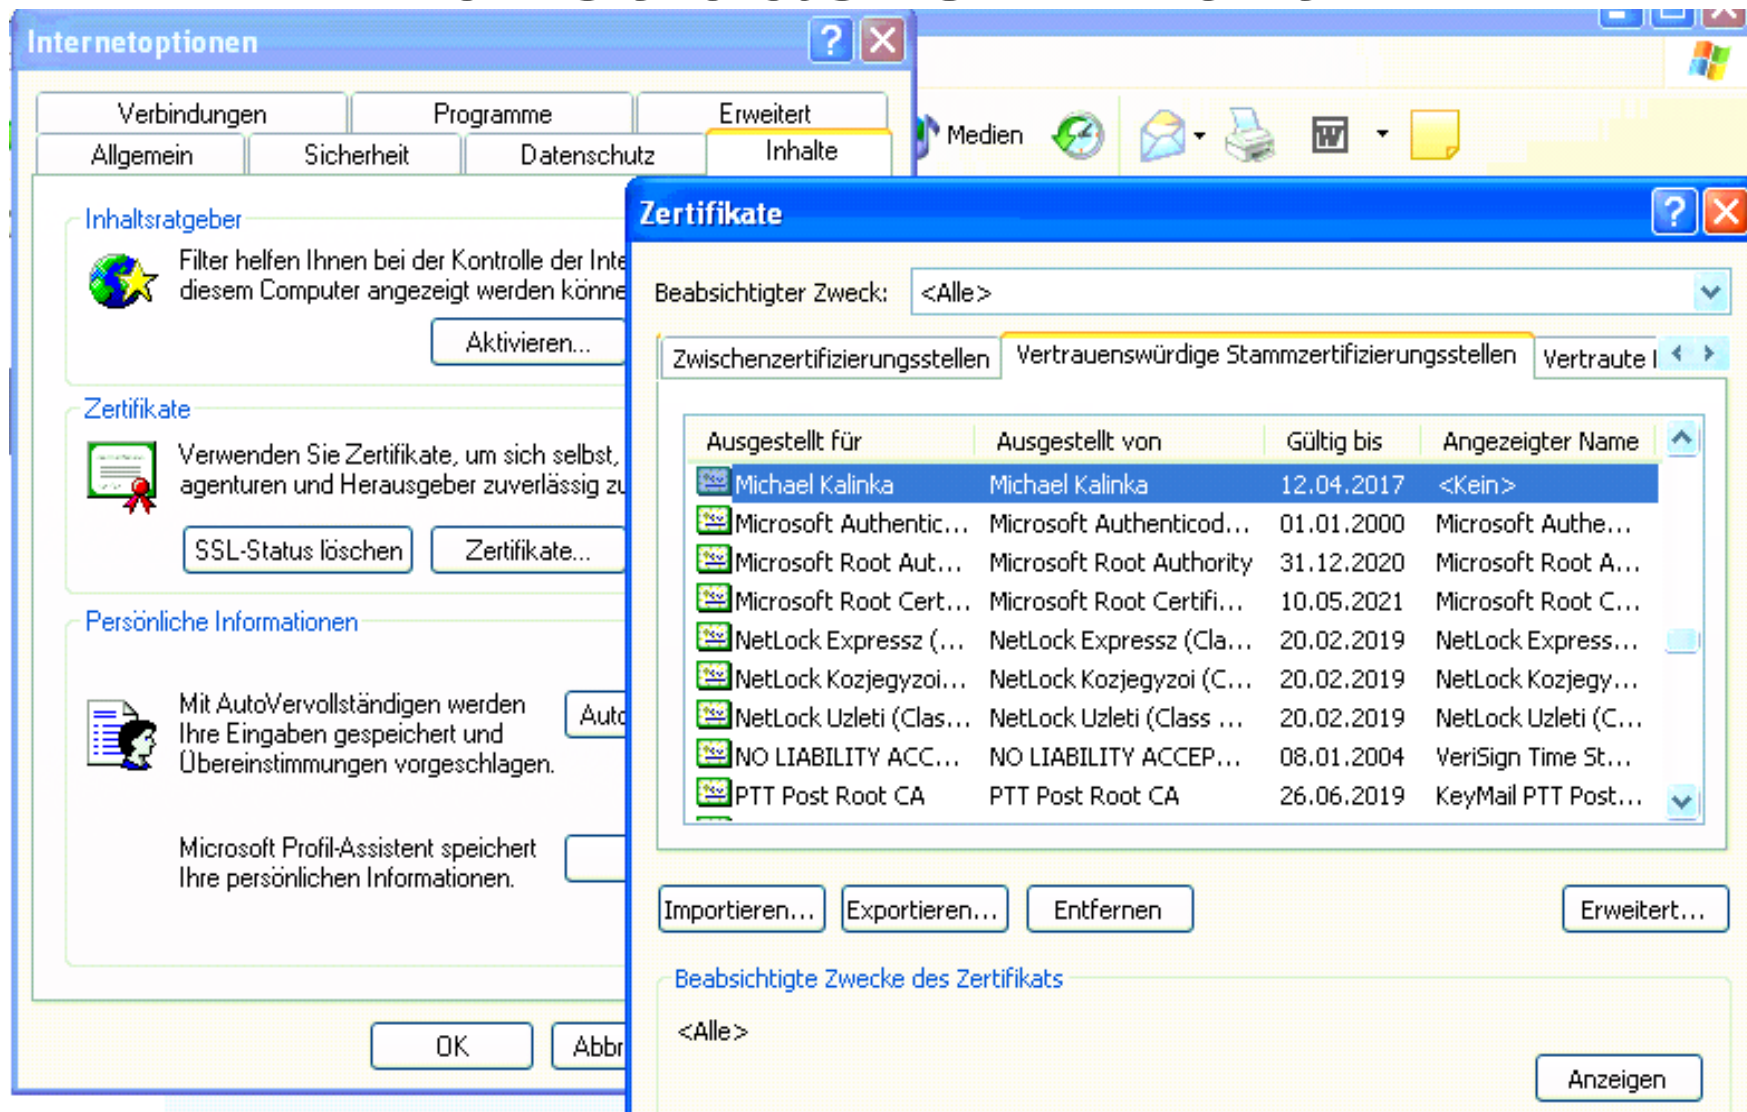 Internetoptionen
Verbindungen Programme Erweitert
Allgemein Sicherheit Datenschutz Inhalte
Inhaltsratgeber
Filter helfen Ihnen bei der Kontrolle der Inte
diesem Computer angezeigt werden könne
Aktivieren...
Zertifikate
Verwenden Sie Zertifikate, um sich selbst,
agenturen und Herausgeber zuverlässig zu
SSL-Status löschen Zertifikate...
Persönliche Informationen
Mit AutoVervollständigen werden
Ihre Eingaben gespeichert und
Übereinstimmungen vorgeschlagen.
Auto
Microsoft Profil-Assistent speichert
Ihre persönlichen Informationen.
OK Abbr
Medien
Zertifikate
Beabsichtigter Zweck: <Alle>
Zwischenzertifizierungsstellen Vertrauenswürdige Stammzertifizierungsstellen Vertraute
Ausgestellt für Ausgestellt von Gültig bis Angezeigter Name
Michael Kalinka Michael Kalinka 12.04.2017 <Kein>
Microsoft Authentic... Microsoft Authenticod... 01.01.2000 Microsoft Authe...
Microsoft Root Aut... Microsoft Root Authority 31.12.2020 Microsoft Root A...
Microsoft Root Cert... Microsoft Root Certifi... 10.05.2021 Microsoft Root C...
NetLock Expressz (... NetLock Expressz (Cla... 20.02.2019 NetLock Express...
NetLock Kozjegyzoi... NetLock Kozjegyzoi (C... 20.02.2019 NetLock Kozjegy...
NetLock Uzleti (Clas... NetLock Uzleti (Class ... 20.02.2019 NetLock Uzleti (C...
NO LIABILITY ACC... NO LIABILITY ACCEP... 08.01.2004 VeriSign Time St...
PTT Post Root CA PTT Post Root CA 26.06.2019 KeyMail PTT Post...
Importieren... Exportieren... Entfernen Erweitert...
Beabsichtigte Zwecke des Zertifikats
<Alle>
Anzeigen